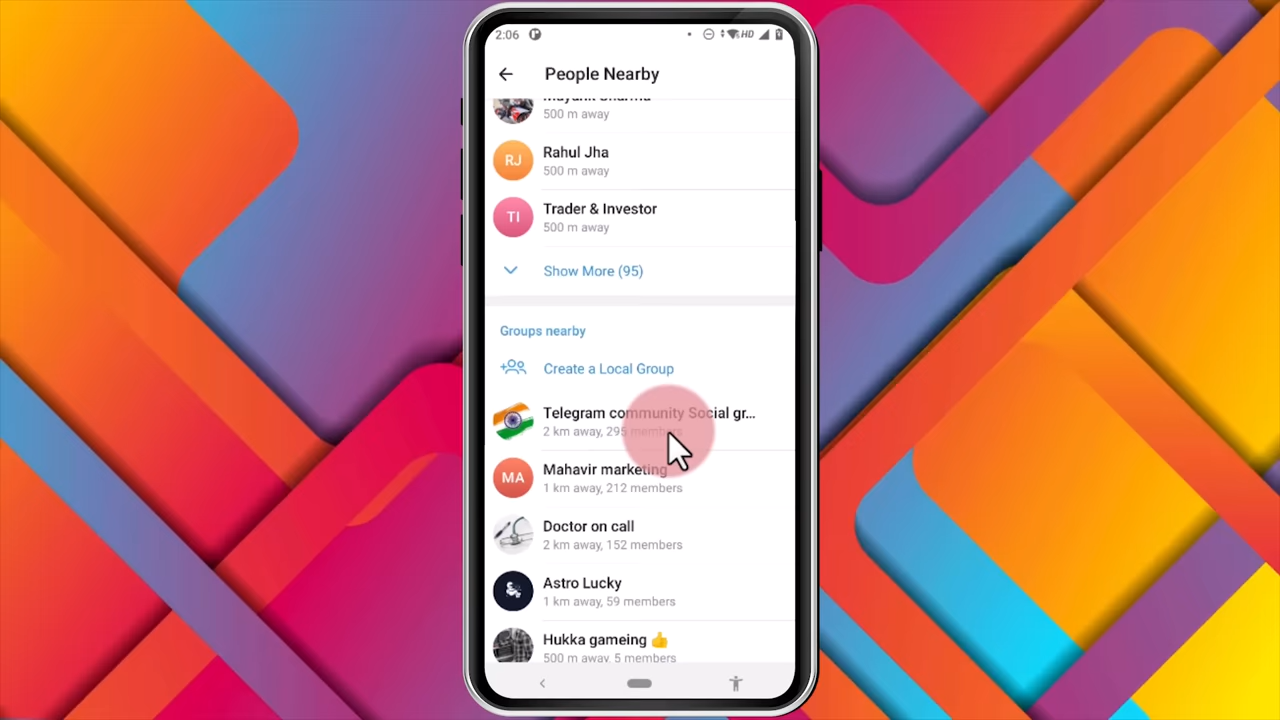 2:06
HD
People Nearby
Mayank Sharma
500 m away
RJ
Rahul Jha
500 m away
TI
Trader & Investor
500 m away
Show More (95)
Groups nearby
Create a Local Group
Telegram community Social gr...
2 km away, 295 members
MA
Mahavir marketing
1 km away, 212 members
Doctor on call
2 km away, 152 members
Astro Lucky
1 km away, 59 members
Hukka gameing 👍
500 m away, 5 members